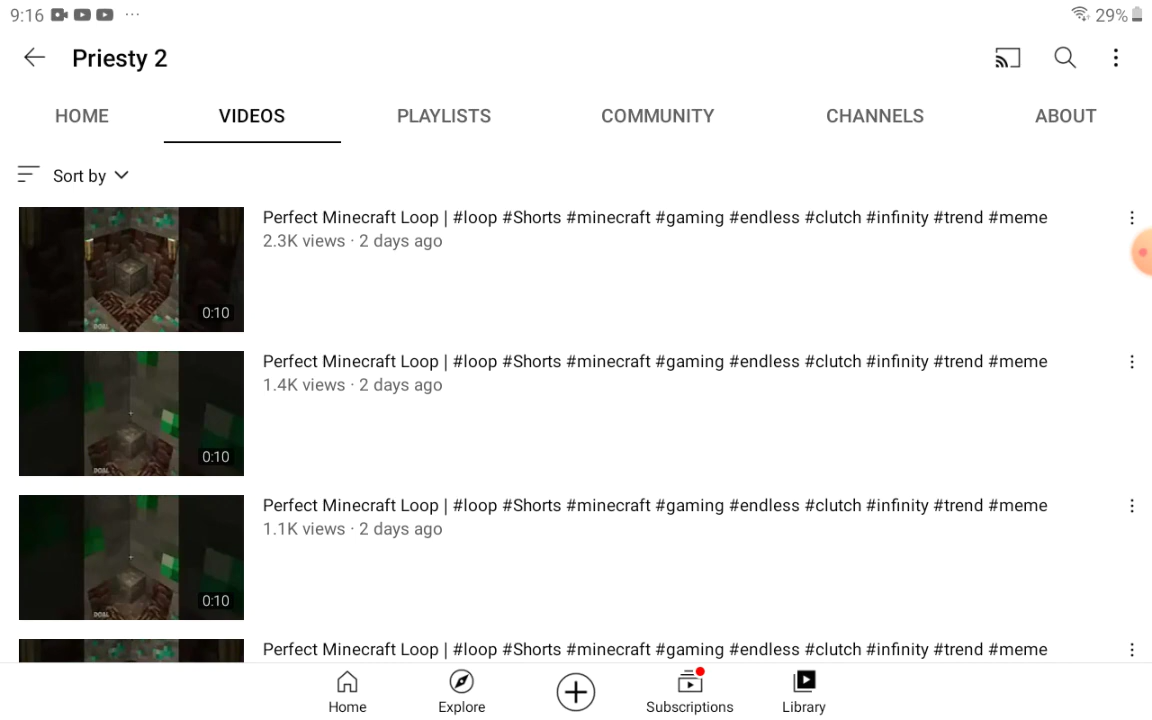 9:16 ... 29%
Priesty 2
HOME VIDEOS PLAYLISTS COMMUNITY CHANNELS ABOUT
Sort by
Perfect Minecraft Loop | #loop #Shorts #minecraft #gaming #endless #clutch #infinity #trend #meme
2.3K views · 2 days ago
0:10
Perfect Minecraft Loop | #loop #Shorts #minecraft #gaming #endless #clutch #infinity #trend #meme
1.4K views · 2 days ago
0:10
Perfect Minecraft Loop | #loop #Shorts #minecraft #gaming #endless #clutch #infinity #trend #meme
1.1K views · 2 days ago
0:10
Perfect Minecraft Loop | #loop #Shorts #minecraft #gaming #endless #clutch #infinity #trend #meme
Home Explore Subscriptions Library